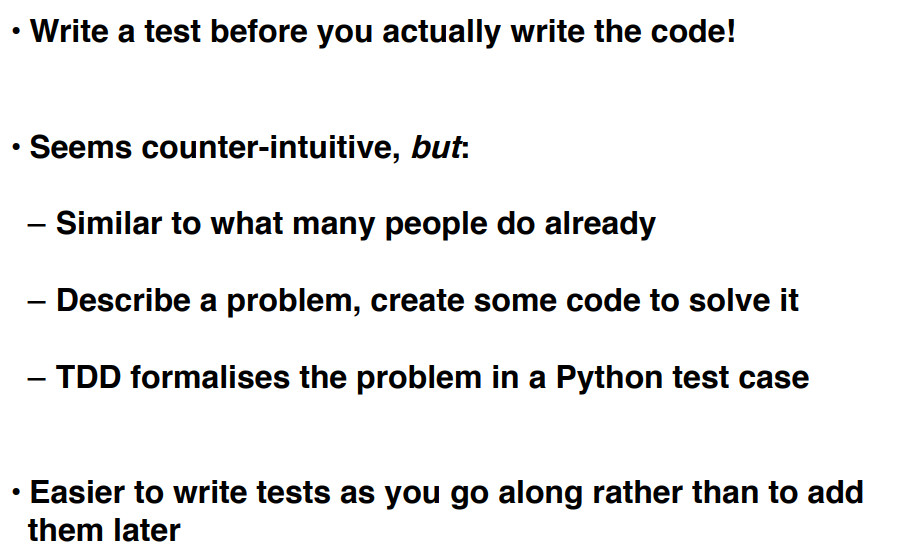 • Write a test before you actually write the code!
• Seems counter-intuitive, but:
– Similar to what many people do already
– Describe a problem, create some code to solve it
– TDD formalises the problem in a Python test case
• Easier to write tests as you go along rather than to add
them later